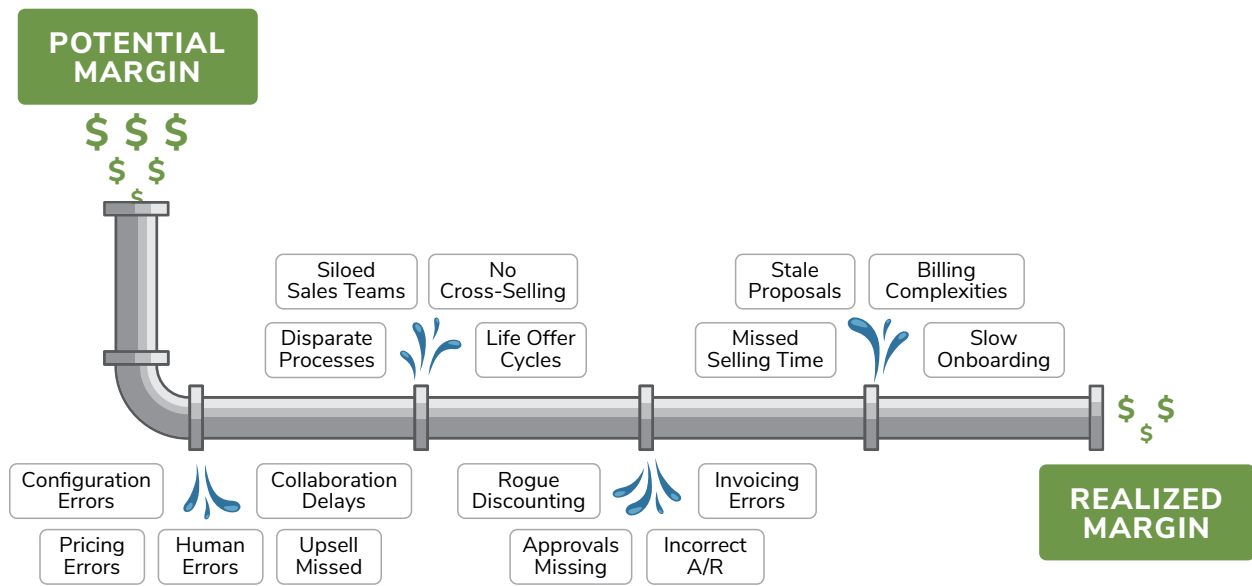 POTENTIAL
MARGIN
$ $ $
$ $
$
Siloed
Sales Teams
No
Cross-Selling
Disparate
Processes
Life Offer
Cycles
Stale
Proposals
Billing
Complexities
Missed
Selling Time
Slow
Onboarding
$ $
$
Configuration
Errors
Collaboration
Delays
Pricing
Errors
Human
Errors
Upsell
Missed
Rogue
Discounting
Invoicing
Errors
Approvals
Missing
Incorrect
A/R
REALIZED
MARGIN